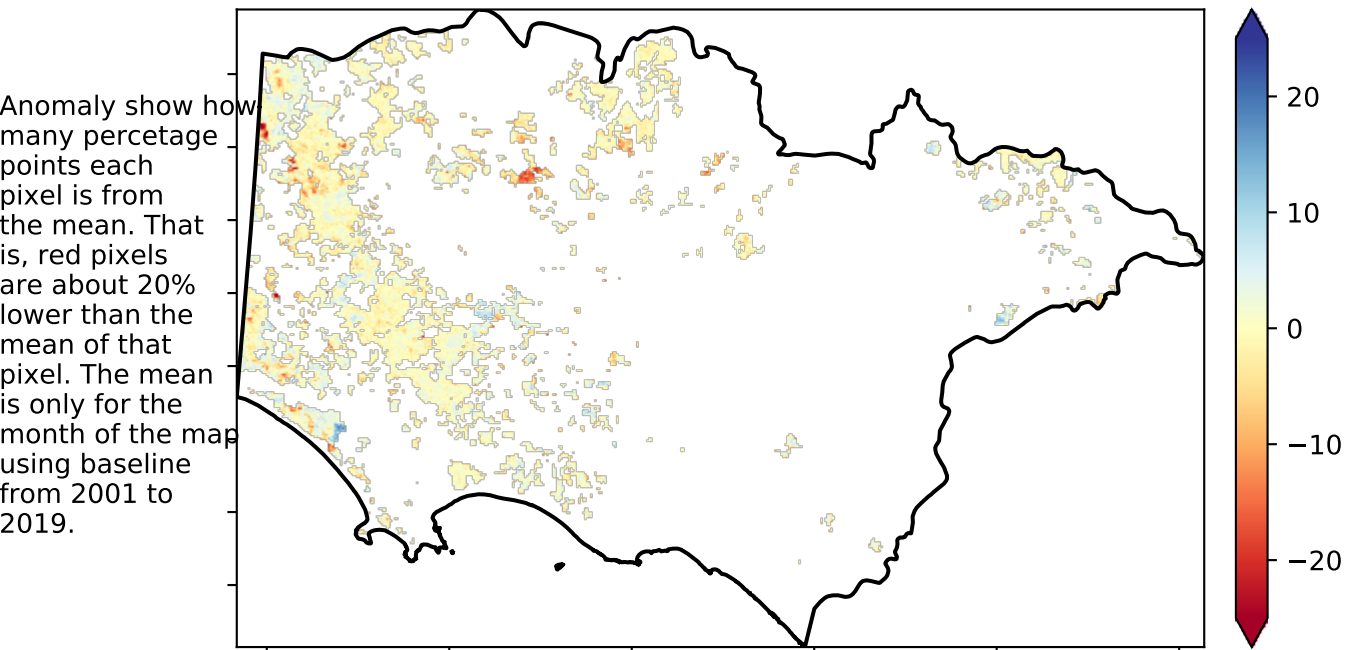 Anomaly show how
many percetage
points each
pixel is from
the mean. That
is, red pixels
are about 20%
lower than the
mean of that
pixel. The mean
is only for the
month of the map
using baseline
from 2001 to
2019.
20
10
0
−10
−20